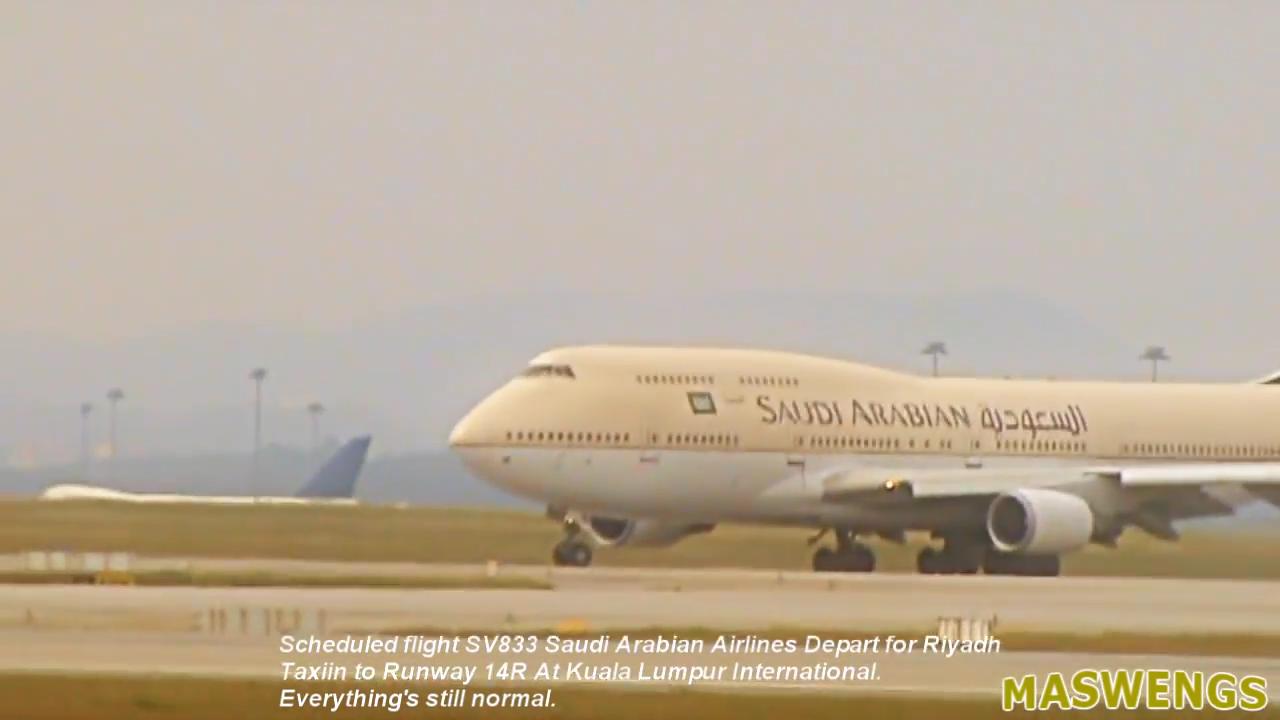 SAUDI ARABIAN السعودية
Scheduled flight SV833 Saudi Arabian Airlines Depart for Riyadh
Taxiin to Runway 14R At Kuala Lumpur International.
Everything's still normal.
MASWENGS